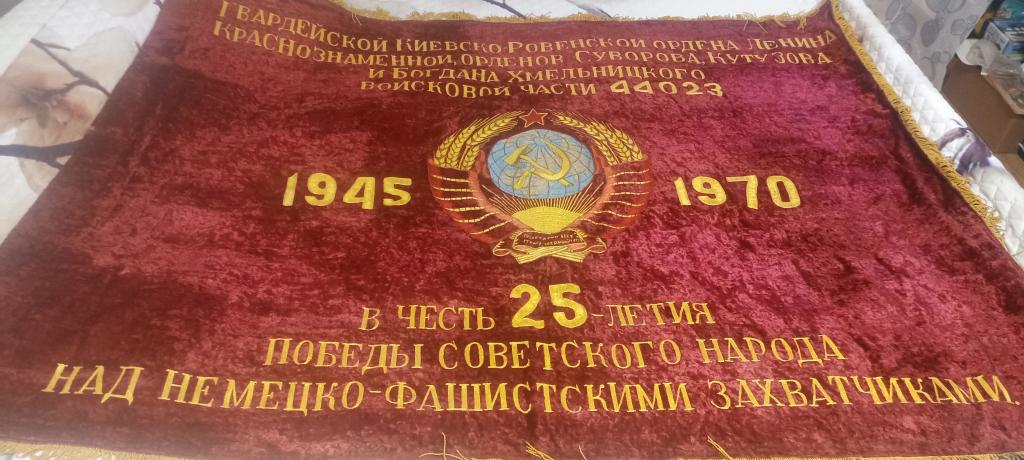 ГВАРДЕЙСКОЙ КИЕВСКО-РОВЕНСКОЙ ОРДЕНА ЛЕНИНА
КРАСНОЗНАМЕННОЙ, ОРДЕНОВ СУВОРОВА, КУТУЗОВА
И БОГДАНА ХМЕЛЬНИЦКОГО
ВОЙСКОВОЙ ЧАСТИ 44023
1945 1970
В ЧЕСТЬ 25-ЛЕТИЯ
ПОБЕДЫ СОВЕТСКОГО НАРОДА
НАД НЕМЕЦКО-ФАШИСТСКИМИ ЗАХВАТЧИКАМИ.